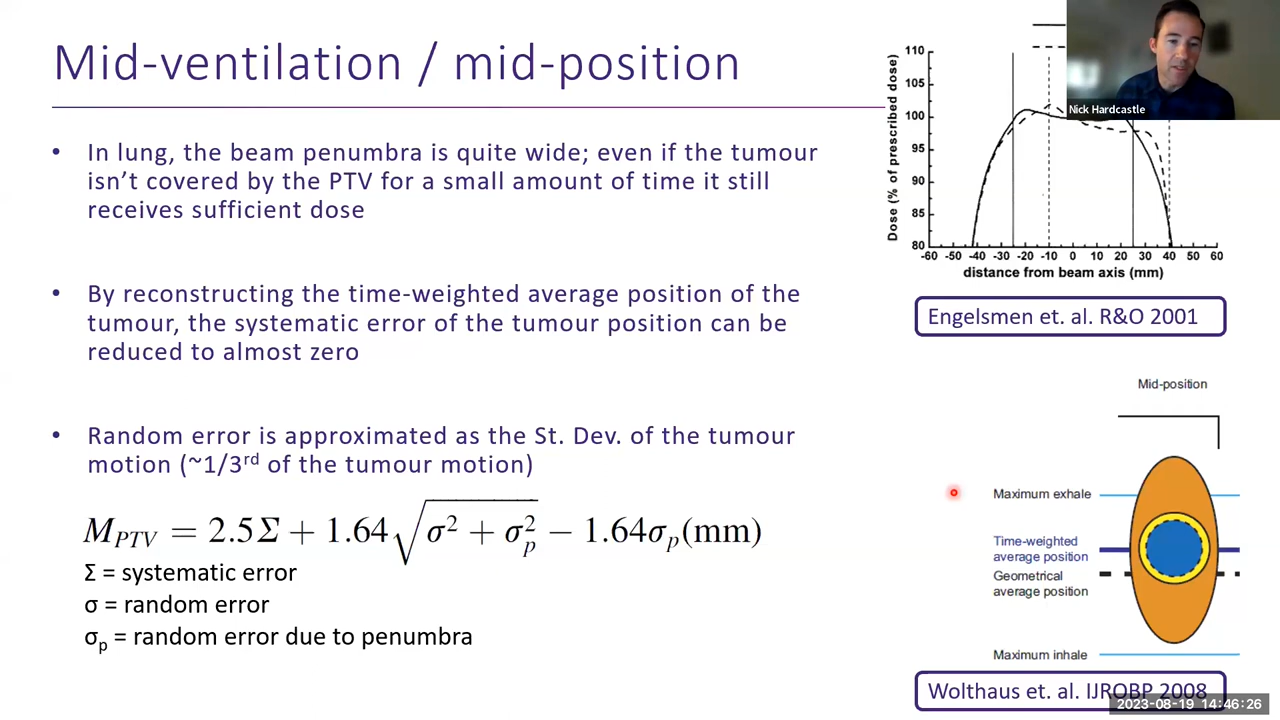 Mid-ventilation / mid-position
• In lung, the beam penumbra is quite wide; even if the tumour
isn't covered by the PTV for a small amount of time it still
receives sufficient dose
• By reconstructing the time-weighted average position of the
tumour, the systematic error of the tumour position can be
reduced to almost zero
• Random error is approximated as the St. Dev. of the tumour
motion (~1/3rd of the tumour motion)
M_PTV = 2.5Σ + 1.64√(σ² + σ_p²) − 1.64σ_p(mm)
Σ = systematic error
σ = random error
σp = random error due to penumbra
Nick Hardcastle
Dose (% of prescribed dose)
110
105
100
95
90
85
80
-60 -50 -40 -30 -20 -10 0 10 20 30 40 50 60
distance from beam axis (mm)
Engelsmen et. al. R&O 2001
Mid-position
Maximum exhale
Time-weighted
average position
Geometrical
average position
Maximum inhale
Wolthaus et. al. IJROBP 2008
2023-08-19 14:46:26